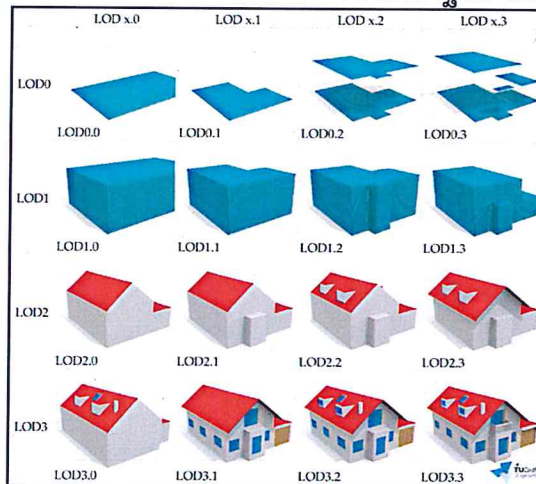 LOD x.0 LOD x.1 LOD x.2 LOD x.3
LOD0
LOD0.0 LOD0.1 LOD0.2 LOD0.3
LOD1
LOD1.0 LOD1.1 LOD1.2 LOD1.3
LOD2
LOD2.0 LOD2.1 LOD2.2 LOD2.3
LOD3
LOD3.0 LOD3.1 LOD3.2 LOD3.3